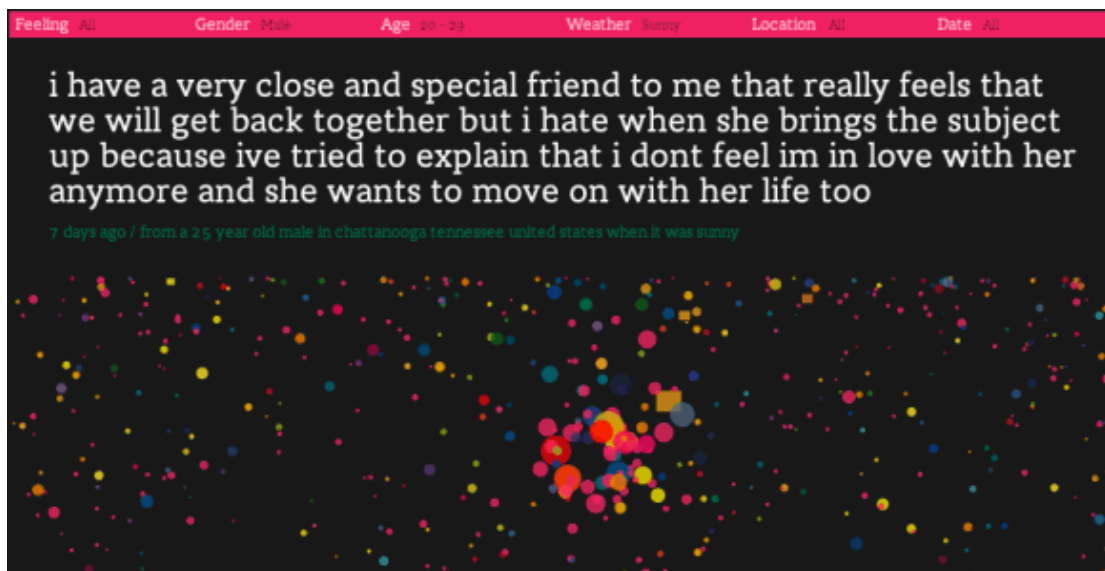 Feeling All Gender Male Age 20 - 29 Weather Sunny Location All Date All
i have a very close and special friend to me that really feels that
we will get back together but i hate when she brings the subject
up because ive tried to explain that i dont feel im in love with her
anymore and she wants to move on with her life too
7 days ago / from a 25 year old male in chattanooga tennessee united states when it was sunny